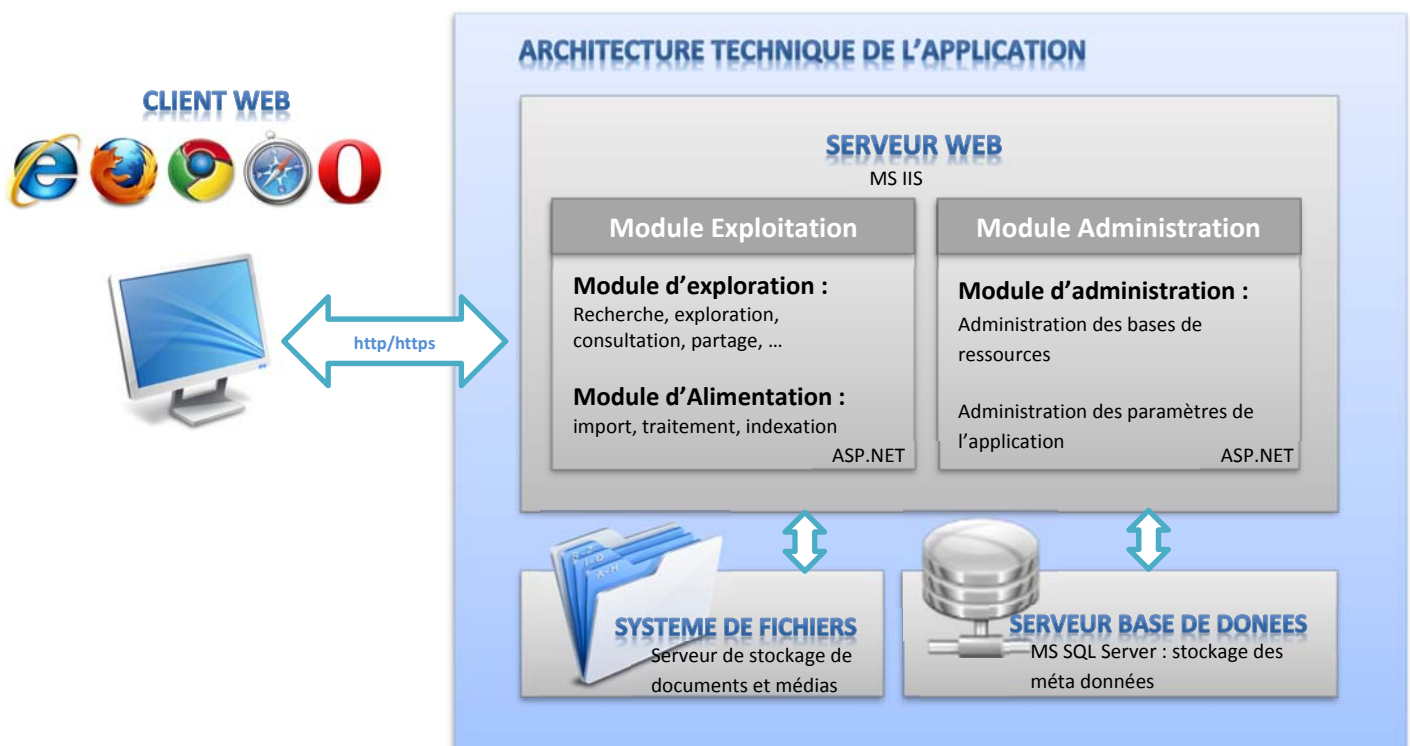 ARCHITECTURE TECHNIQUE DE L'APPLICATION
CLIENT WEB
http/https
SERVEUR WEB
MS IIS
Module Exploitation
Module d'exploration :
Recherche, exploration,
consultation, partage, …
Module d'Alimentation :
import, traitement, indexation
ASP.NET
Module Administration
Module d'administration :
Administration des bases de
ressources
Administration des paramètres de
l'application
ASP.NET
SYSTEME DE FICHIERS
Serveur de stockage de
documents et médias
SERVEUR BASE DE DONEES
MS SQL Server : stockage des
méta données